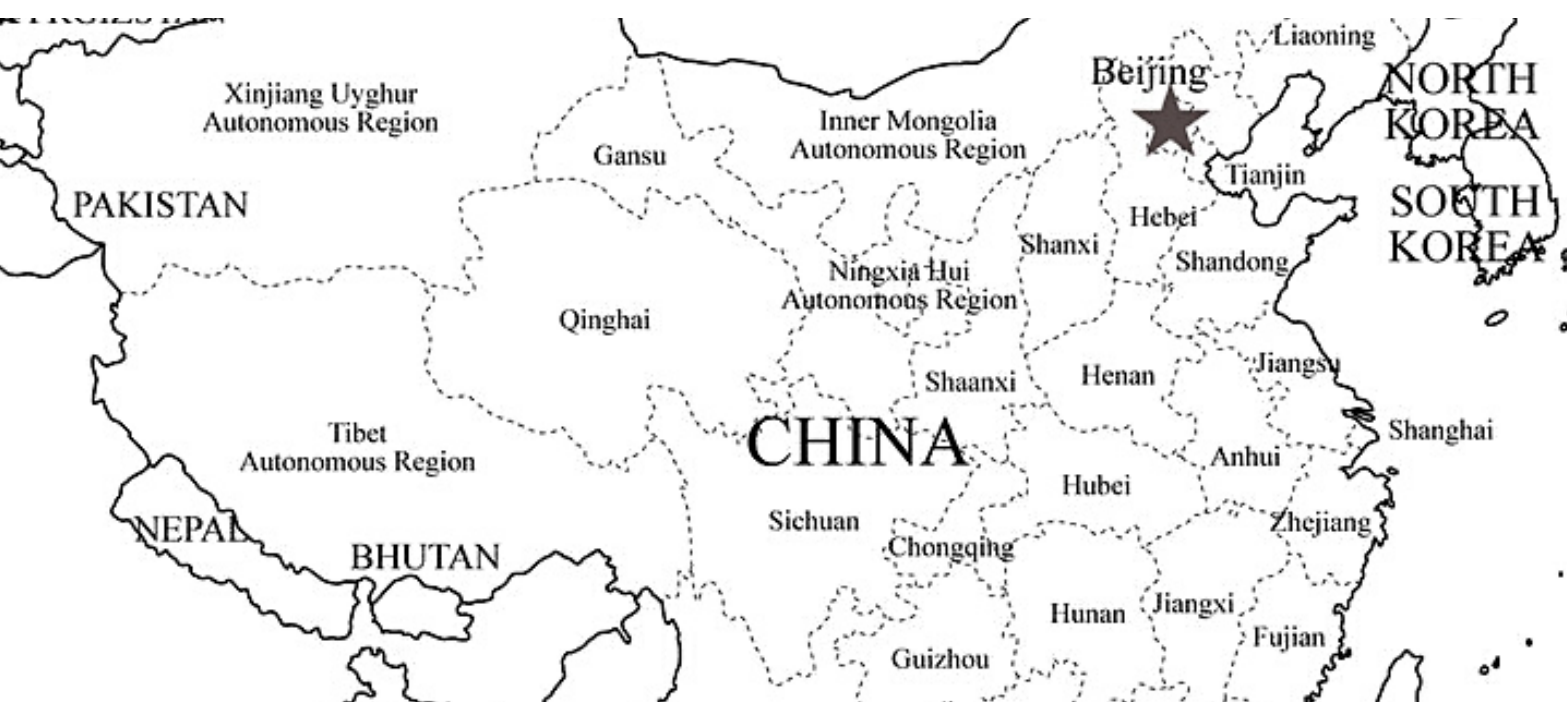 Liaoning
Beijing
NORTH
KOREA
Xinjiang Uyghur
Autonomous Region
Inner Mongolia
Autonomous Region
Gansu
Tianjin
PAKISTAN
SOUTH
KOREA
Hebei
Shanxi
Shandong
Ningxia Hui
Autonomous Region
Qinghai
Jiangsu
Shaanxi
Henan
Tibet
Autonomous Region
CHINA
Shanghai
Anhui
Hubei
Sichuan
Zhejiang
NEPAL
BHUTAN
Chongqing
Hunan
Jiangxi
Fujian
Guizhou